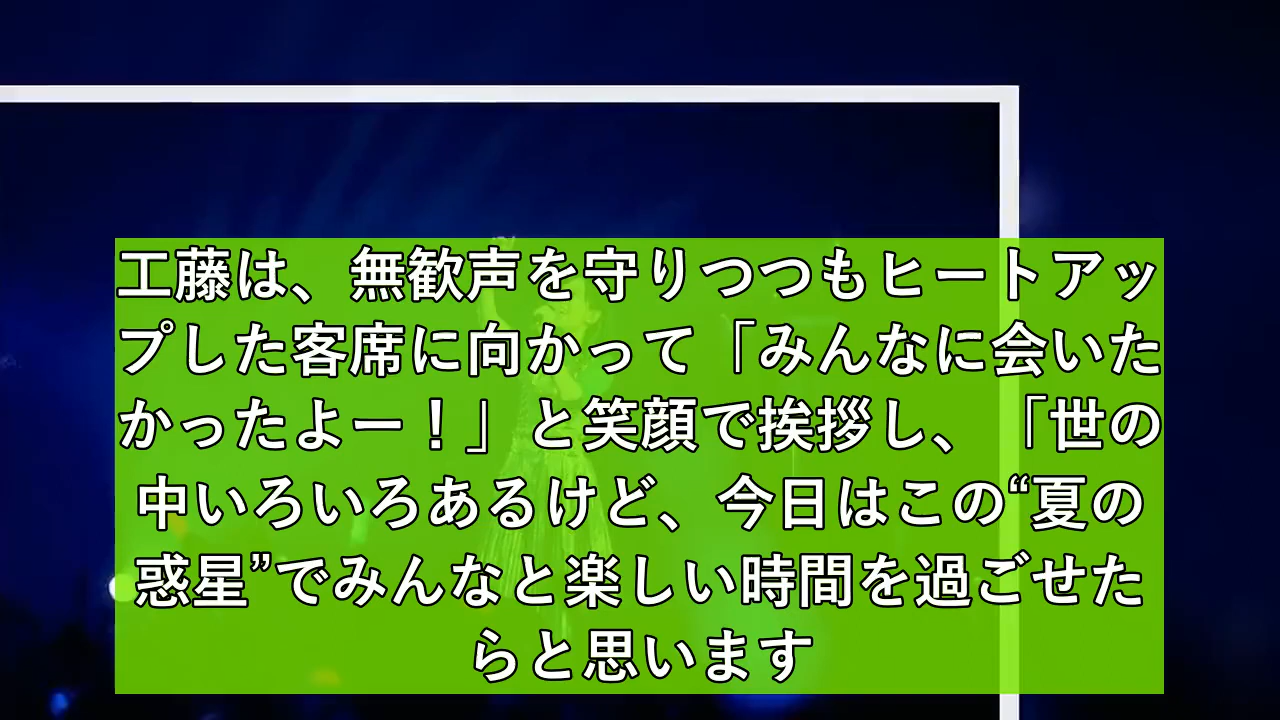 工藤は、無歓声を守りつつもヒートアッ
プした客席に向かって「みんなに会いた
かったよー！」と笑顔で挨拶し、「世の
中いろいろあるけど、今日はこの“夏の
惑星”でみんなと楽しい時間を過ごせた
らと思います